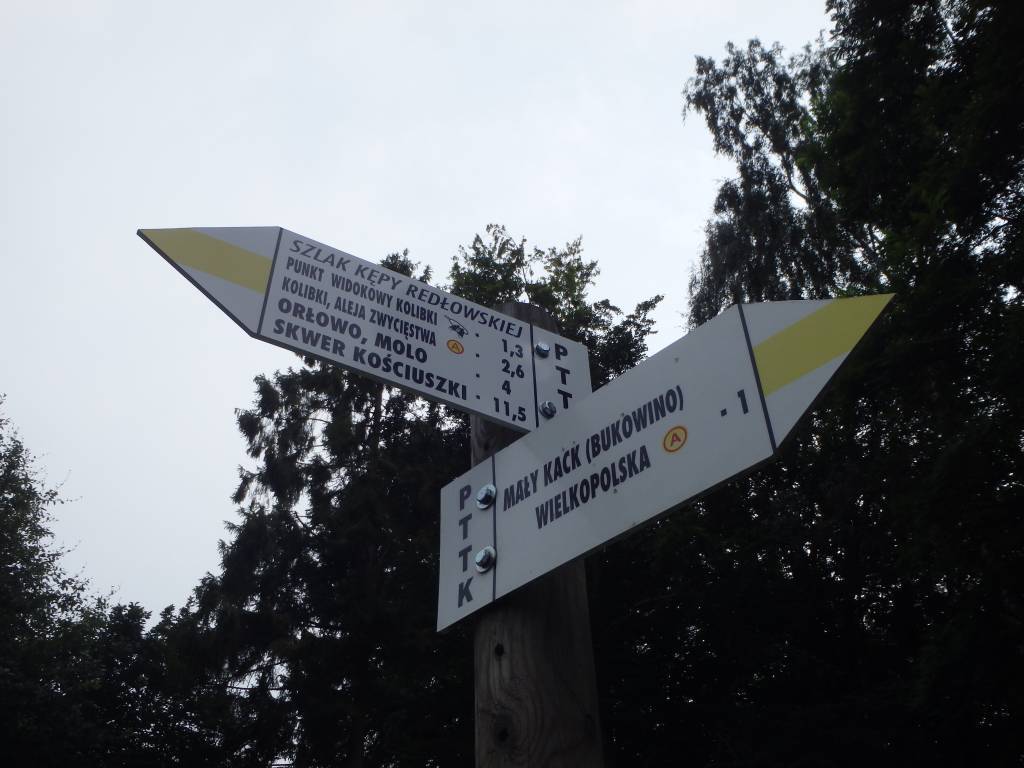 SZLAK KĘPY REDŁOWSKIEJ
PUNKT WIDOKOWY KOLIBKI - 1,3
KOLIBKI, ALEJA ZWYCIĘSTWA A - 2,6
ORŁOWO, MOLO - 4
SKWER KOŚCIUSZKI - 11,5
PTT
PTTK
MAŁY KACK (BUKOWINO) - 1
WIELKOPOLSKA A